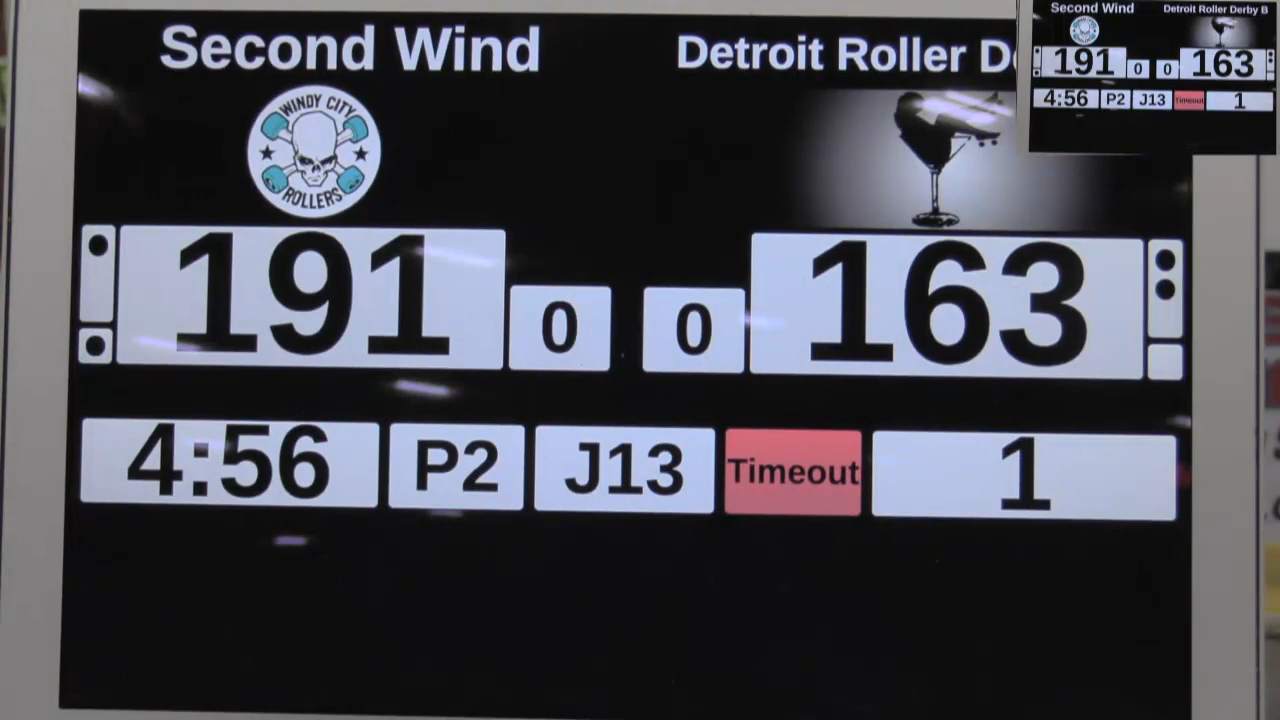 Second Wind
Detroit Roller De
WINDY CITY
ROLLERS
191
0
0
163
4:56
P2
J13
Timeout
1
Second Wind
Detroit Roller Derby B
191
0
0
163
4:56
P2
J13
Timeout
1